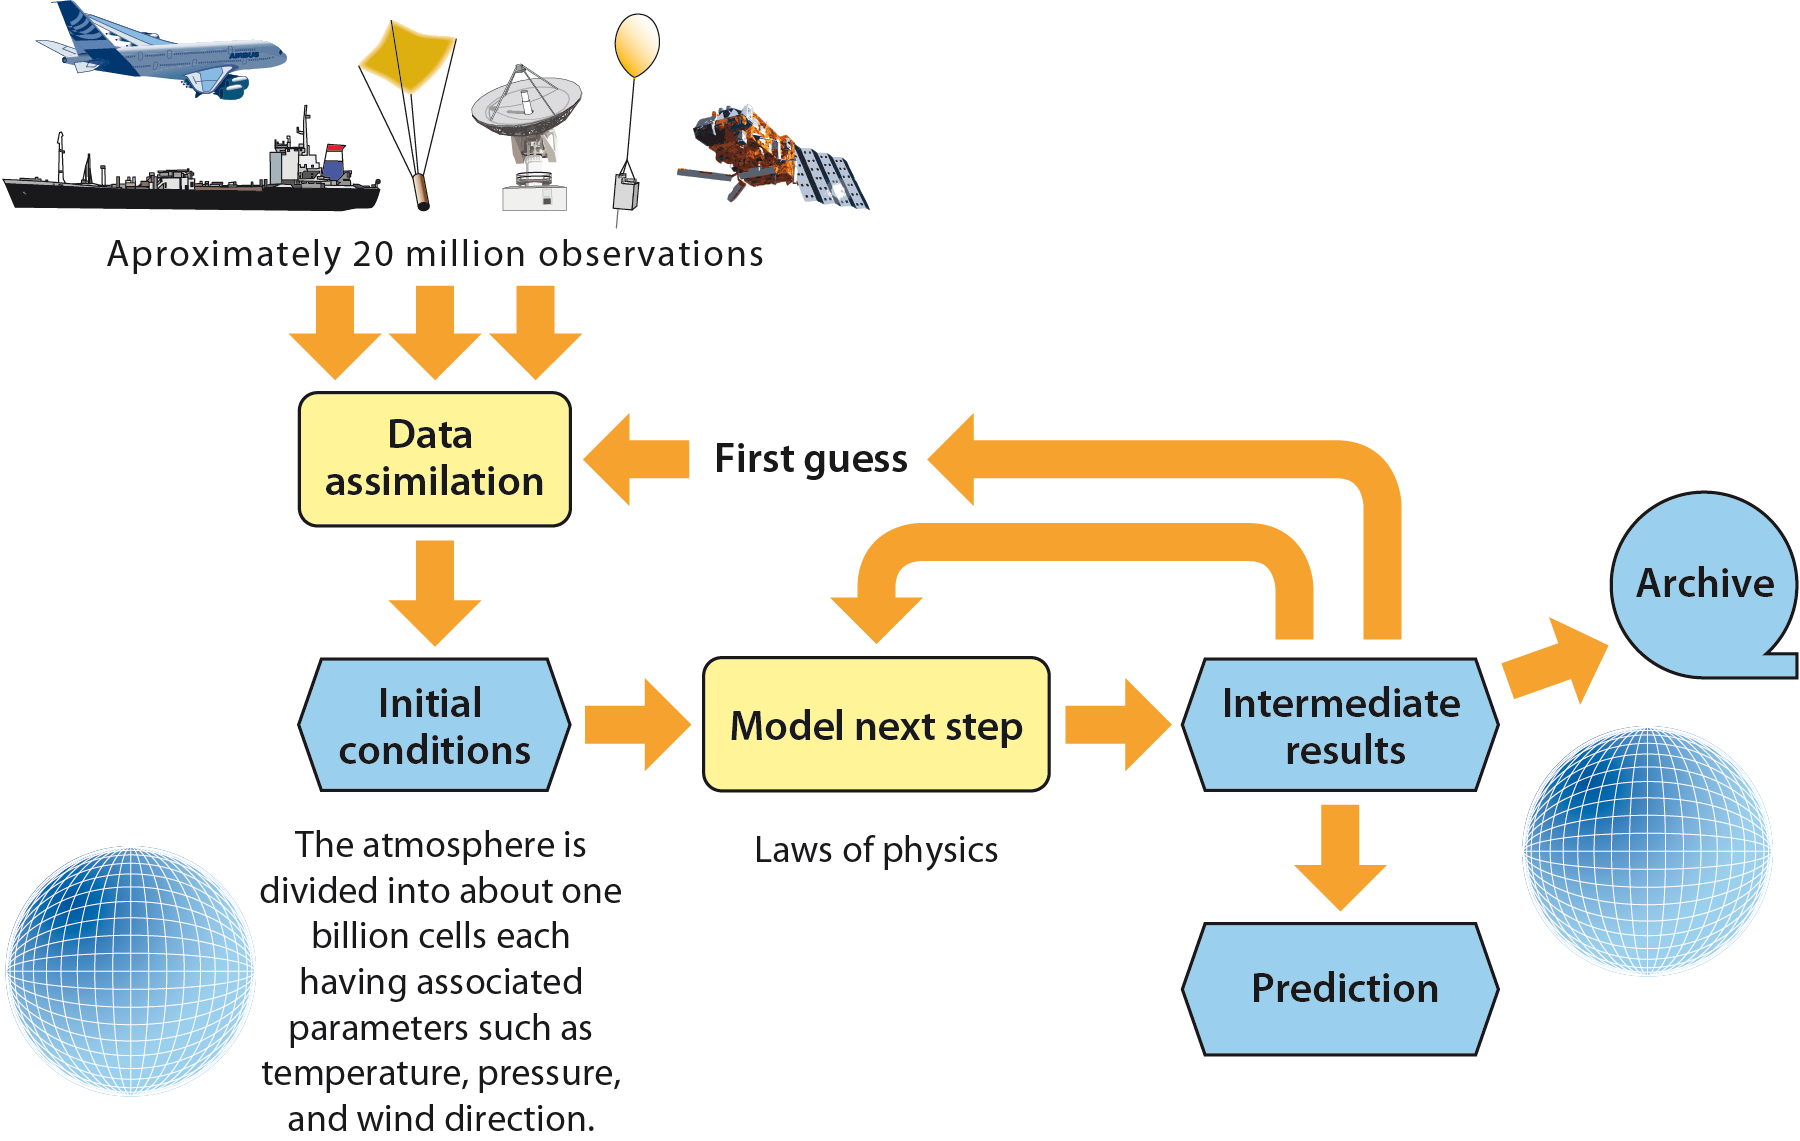 AIRBUS
Aproximately 20 million observations
Data
assimilation
First guess
Archive
Initial
conditions
Model next step
Intermediate
results
The atmosphere is
divided into about one
billion cells each
having associated
parameters such as
temperature, pressure,
and wind direction.
Laws of physics
Prediction